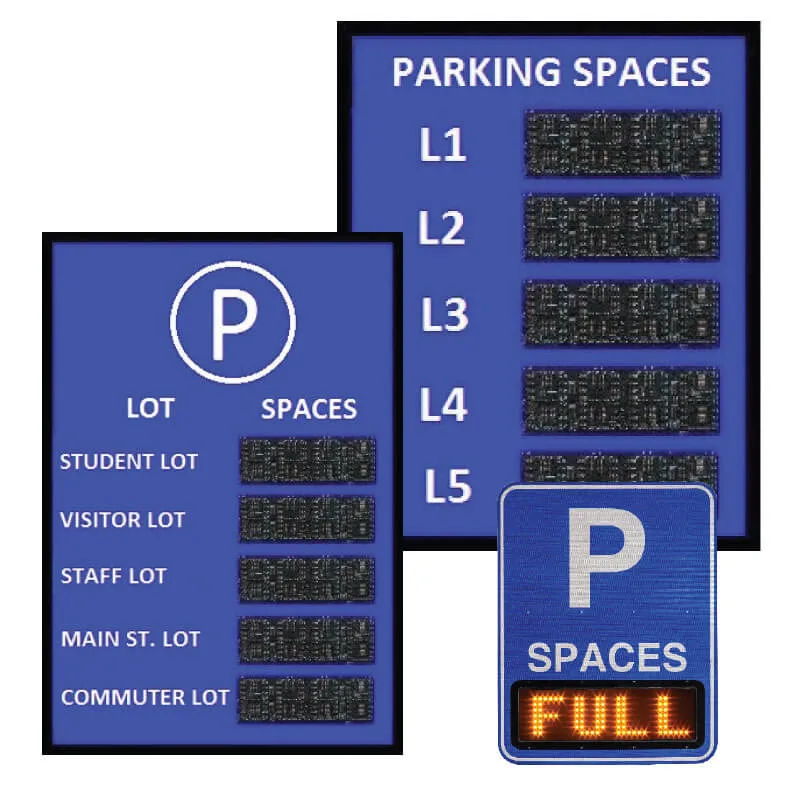 PARKING SPACES
L1
L2
L3
L4
L5
P
LOT SPACES
STUDENT LOT
VISITOR LOT
STAFF LOT
MAIN ST. LOT
COMMUTER LOT
P
SPACES
FULL